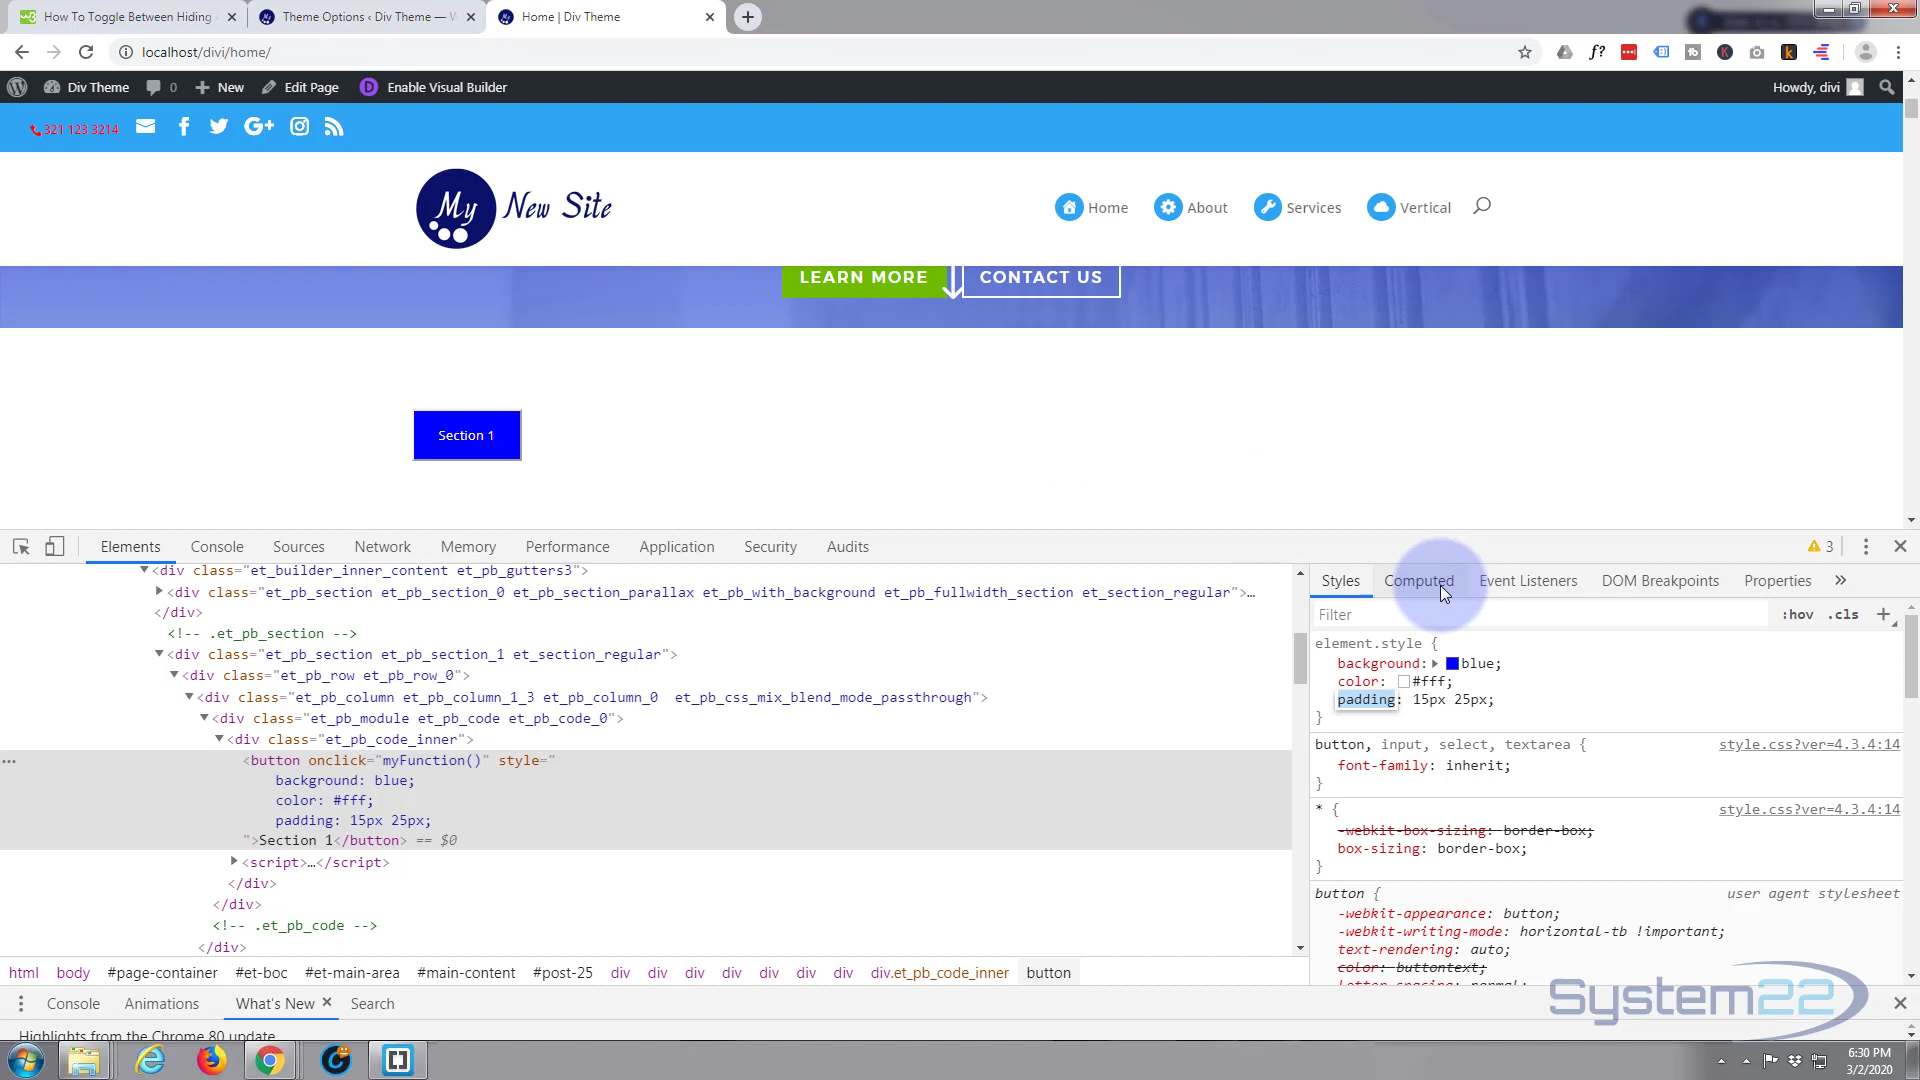 How To Toggle Between Hiding
Theme Options ‹ Div Theme — W
Home | Div Theme
localhost/divi/home/
f?
Div Theme
0
New
Edit Page
D
Enable Visual Builder
Howdy, divi
321 123 3214
G+
My New Site
Home
About
Services
Vertical
LEARN MORE
CONTACT US
Section 1
Elements
Console
Sources
Network
Memory
Performance
Application
Security
Audits
3
<div class="et_builder_inner_content et_pb_gutters3">
<div class="et_pb_section et_pb_section_0 et_pb_section_parallax et_pb_with_background et_pb_fullwidth_section et_section_regular">…
</div>
<!-- .et_pb_section -->
<div class="et_pb_section et_pb_section_1 et_section_regular">
<div class="et_pb_row et_pb_row_0">
<div class="et_pb_column et_pb_column_1_3 et_pb_column_0  et_pb_css_mix_blend_mode_passthrough">
<div class="et_pb_module et_pb_code et_pb_code_0">
<div class="et_pb_code_inner">
<button onclick="myFunction()" style="
background: blue;
color: #fff;
padding: 15px 25px;
">Section 1</button> == $0
<script>…</script>
</div>
</div>
<!-- .et_pb_code -->
</div>
Styles
Computed
Event Listeners
DOM Breakpoints
Properties
»
Filter
:hov
.cls
+
element.style {
background: blue;
color: #fff;
padding: 15px 25px;
}
button, input, select, textarea {
style.css?ver=4.3.4:14
font-family: inherit;
}
* {
style.css?ver=4.3.4:14
-webkit-box-sizing: border-box;
box-sizing: border-box;
}
button {
user agent stylesheet
-webkit-appearance: button;
-webkit-writing-mode: horizontal-tb !important;
text-rendering: auto;
color: buttontext;
letter-spacing: normal;
html
body
#page-container
#et-boc
#et-main-area
#main-content
#post-25
div
div
div
div
div
div
div
div.et_pb_code_inner
button
Console
Animations
What's New
Search
Highlights from the Chrome 80 update
System22
6:30 PM
3/2/2020